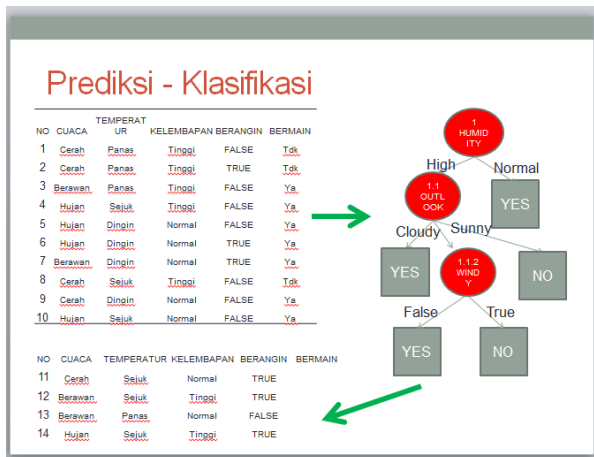 Prediksi - Klasifikasi
NO CUACA TEMPERATUR KELEMBAPAN BERANGIN BERMAIN
1 Cerah Panas Tinggi FALSE Tdk
2 Cerah Panas Tinggi TRUE Tdk
3 Berawan Panas Tinggi FALSE Ya
4 Hujan Sejuk Tinggi FALSE Ya
5 Hujan Dingin Normal FALSE Ya
6 Hujan Dingin Normal TRUE Ya
7 Berawan Dingin Normal TRUE Ya
8 Cerah Sejuk Tinggi FALSE Tdk
9 Cerah Dingin Normal FALSE Ya
10 Hujan Sejuk Normal FALSE Ya
NO CUACA TEMPERATUR KELEMBAPAN BERANGIN BERMAIN
11 Cerah Sejuk Normal TRUE
12 Berawan Sejuk Tinggi TRUE
13 Berawan Panas Normal FALSE
14 Hujan Sejuk Tinggi TRUE
1
HUMID
ITY
High Normal
1.1
OUTL
OOK
YES
Cloudy Sunny
YES
1.1.2
WIND
Y
NO
False True
YES NO